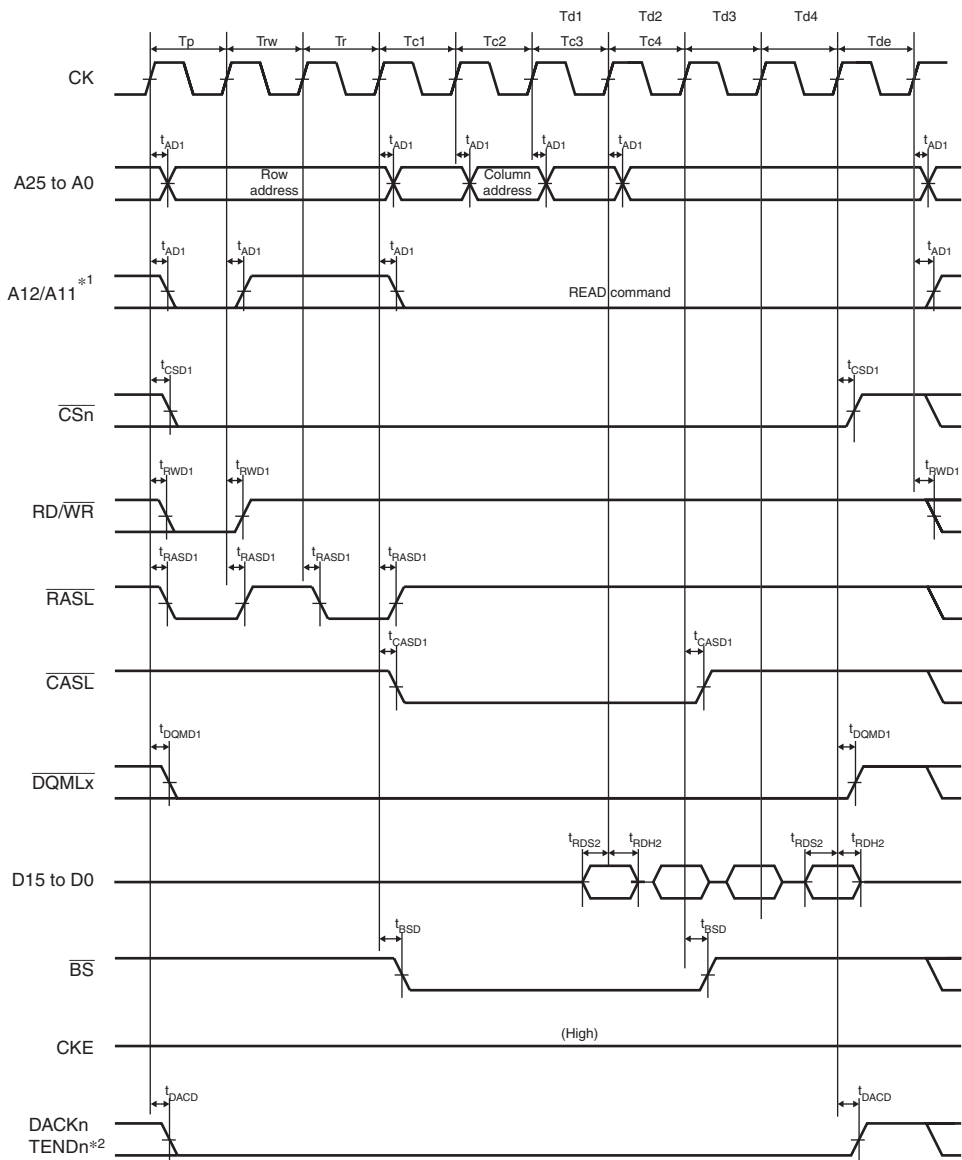 Td1 Td2 Td3 Td4
Tp Trw Tr Tc1 Tc2 Tc3 Tc4 Tde
CK
tAD1 tAD1 tAD1 tAD1 tAD1 tAD1
A25 to A0
Row
address
Column
address
tAD1 tAD1 tAD1 tAD1
A12/A11*1
READ command
tCSD1 tCSD1
CSn
tRWD1 tRWD1 tRWD1
RD/WR
tRASD1 tRASD1 tRASD1 tRASD1
RASL
tCASD1 tCASD1
CASL
tDQMD1 tDQMD1
DQMLx
tRDS2 tRDH2 tRDS2 tRDH2
D15 to D0
tBSD tBSD
BS
(High)
CKE
tDACD tDACD
DACKn
TENDn*2